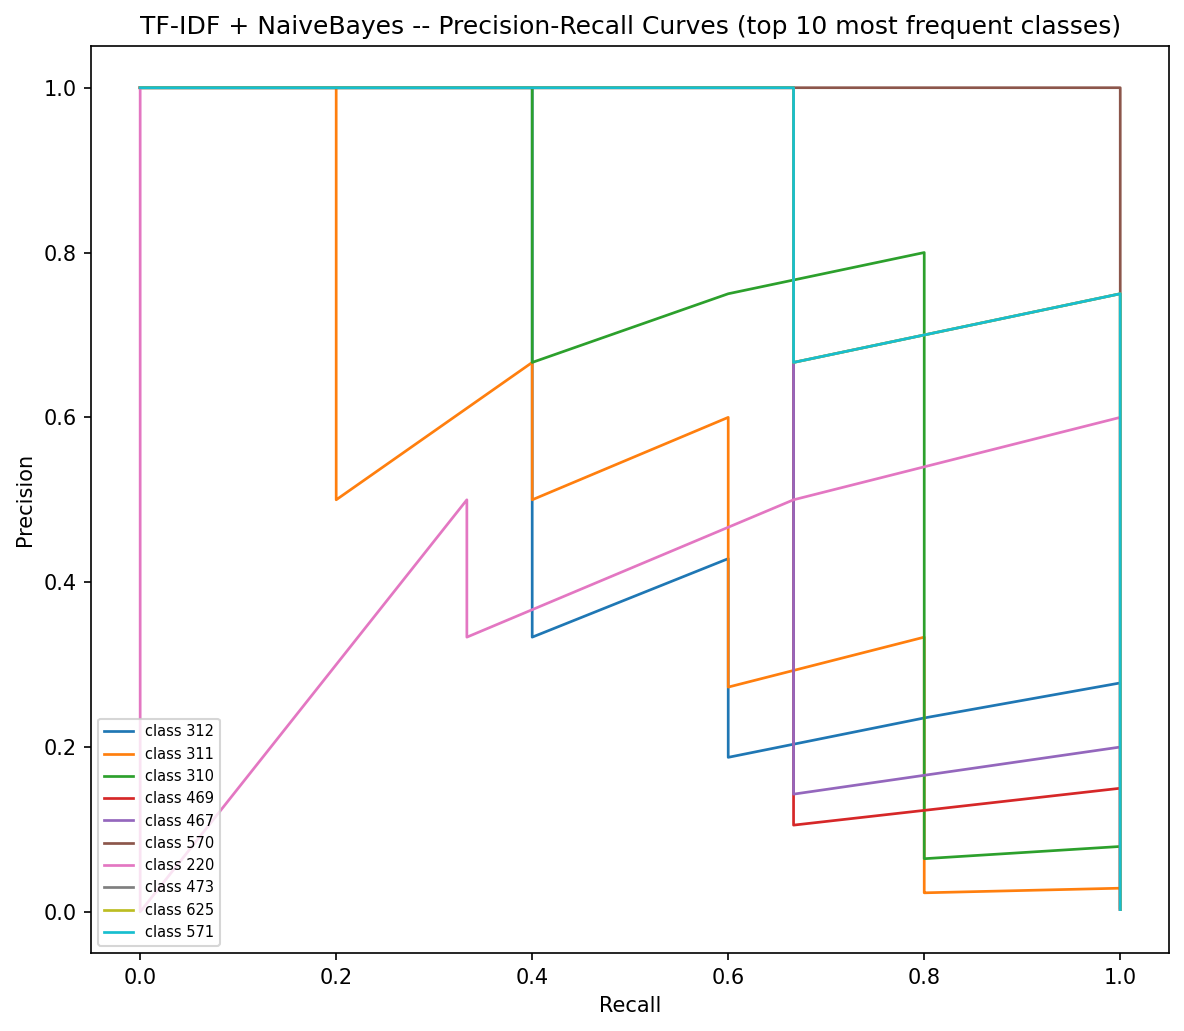 TF-IDF + NaiveBayes -- Precision-Recall Curves (top 10 most frequent classes)
1.0
0.8
0.6
0.4
0.2
0.0
Precision
class 312
class 311
class 310
class 469
class 467
class 570
class 220
class 473
class 625
class 571
0.0 0.2 0.4 0.6 0.8 1.0
Recall